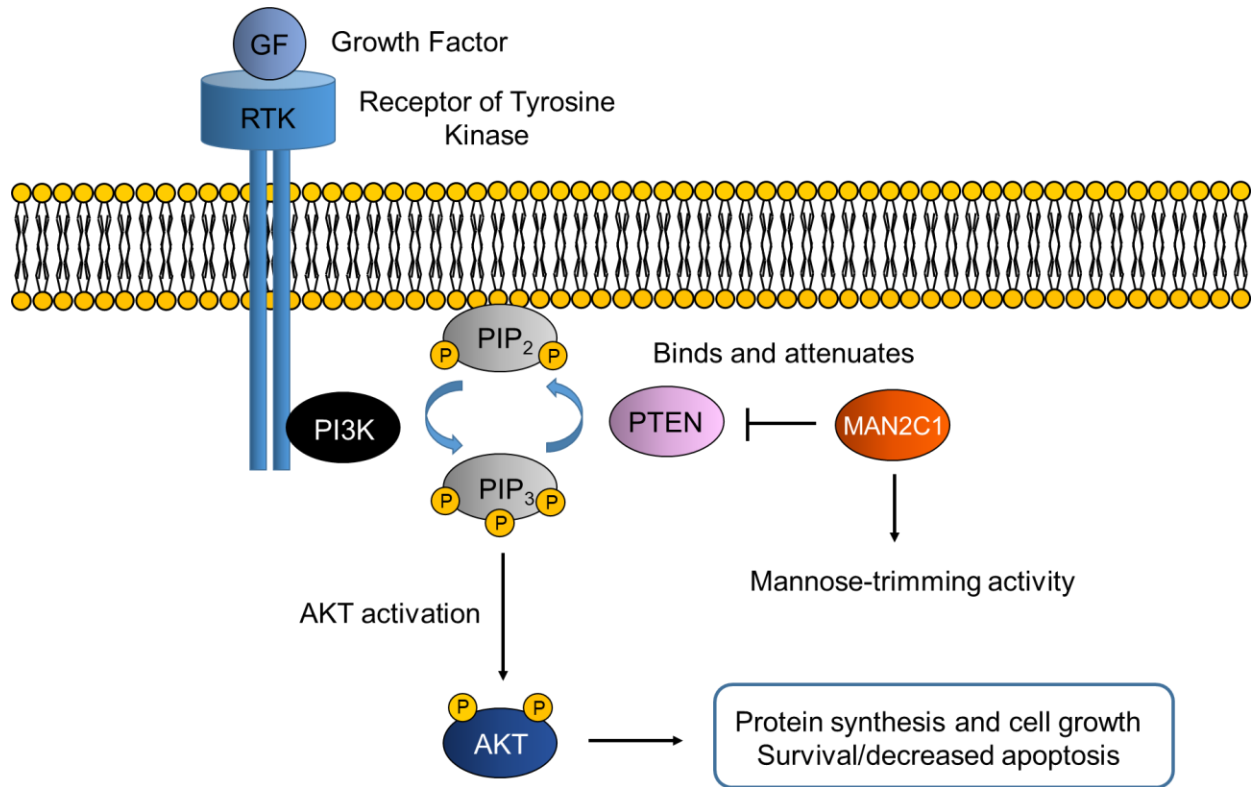 GF
Growth Factor
RTK
Receptor of Tyrosine
Kinase
PIP2
P
P
Binds and attenuates
PI3K
PTEN
MAN2C1
PIP3
P
P
P
Mannose-trimming activity
AKT activation
P
P
AKT
Protein synthesis and cell growth
Survival/decreased apoptosis